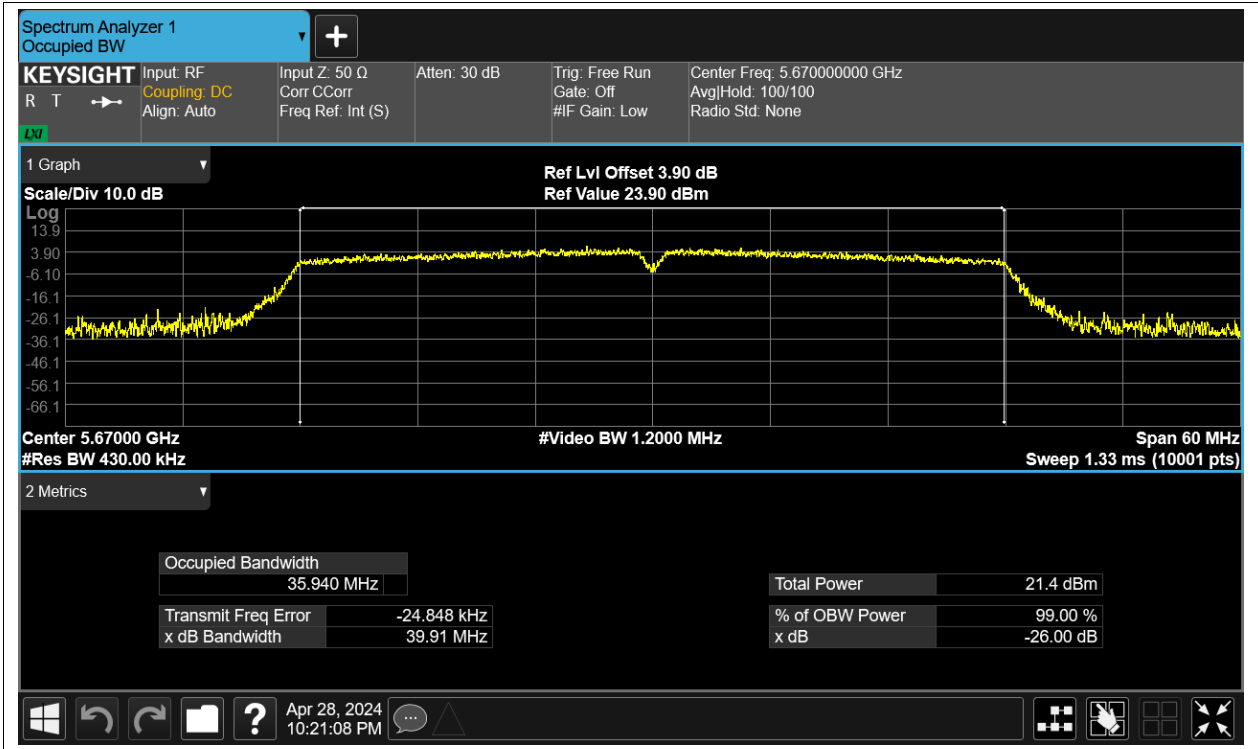 Spectrum Analyzer 1
Occupied BW
+
KEYSIGHT
R T
LXI
Input: RF
Coupling: DC
Align: Auto
Input Z: 50 Ω
Corr CCorr
Freq Ref: Int (S)
Atten: 30 dB
Trig: Free Run
Gate: Off
#IF Gain: Low
Center Freq: 5.670000000 GHz
Avg|Hold: 100/100
Radio Std: None
1 Graph
Scale/Div 10.0 dB
Ref Lvl Offset 3.90 dB
Ref Value 23.90 dBm
Log
13.9
3.90
-6.10
-16.1
-26.1
-36.1
-46.1
-56.1
-66.1
Center 5.67000 GHz
#Video BW 1.2000 MHz
Span 60 MHz
#Res BW 430.00 kHz
Sweep 1.33 ms (10001 pts)
2 Metrics
Occupied Bandwidth
35.940 MHz
Total Power 21.4 dBm
Transmit Freq Error -24.848 kHz
% of OBW Power 99.00 %
x dB Bandwidth 39.91 MHz
x dB -26.00 dB
?
Apr 28, 2024
10:21:08 PM